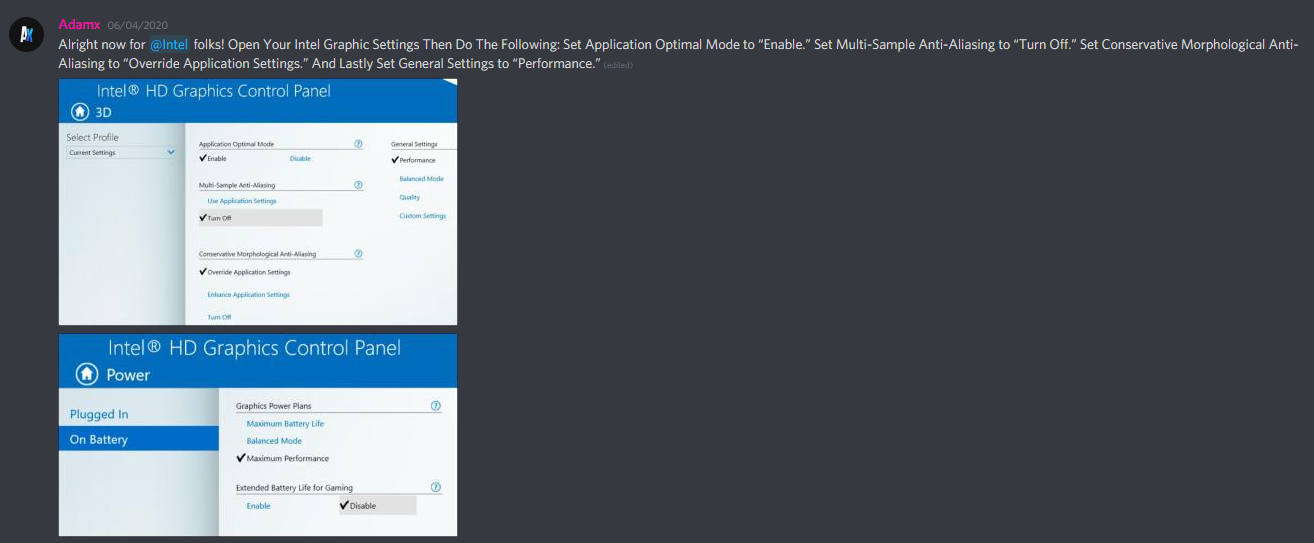 Adamx 06/04/2020
Alright now for @Intel folks! Open Your Intel Graphic Settings Then Do The Following: Set Application Optimal Mode to “Enable.” Set Multi-Sample Anti-Aliasing to “Turn Off.” Set Conservative Morphological Anti-
Aliasing to “Override Application Settings.” And Lastly Set General Settings to “Performance.” (edited)
Intel® HD Graphics Control Panel
3D
Select Profile
Current Settings
Application Optimal Mode ?
Enable Disable
Multi-Sample Anti-Aliasing ?
Use Application Settings
Turn Off
Conservative Morphological Anti-Aliasing ?
Override Application Settings
Enhance Application Settings
Turn Off
General Settings
Performance
Balanced Mode
Quality
Custom Settings
Intel® HD Graphics Control Panel
Power
Plugged In
On Battery
Graphics Power Plans ?
Maximum Battery Life
Balanced Mode
Maximum Performance
Extended Battery Life for Gaming ?
Enable Disable